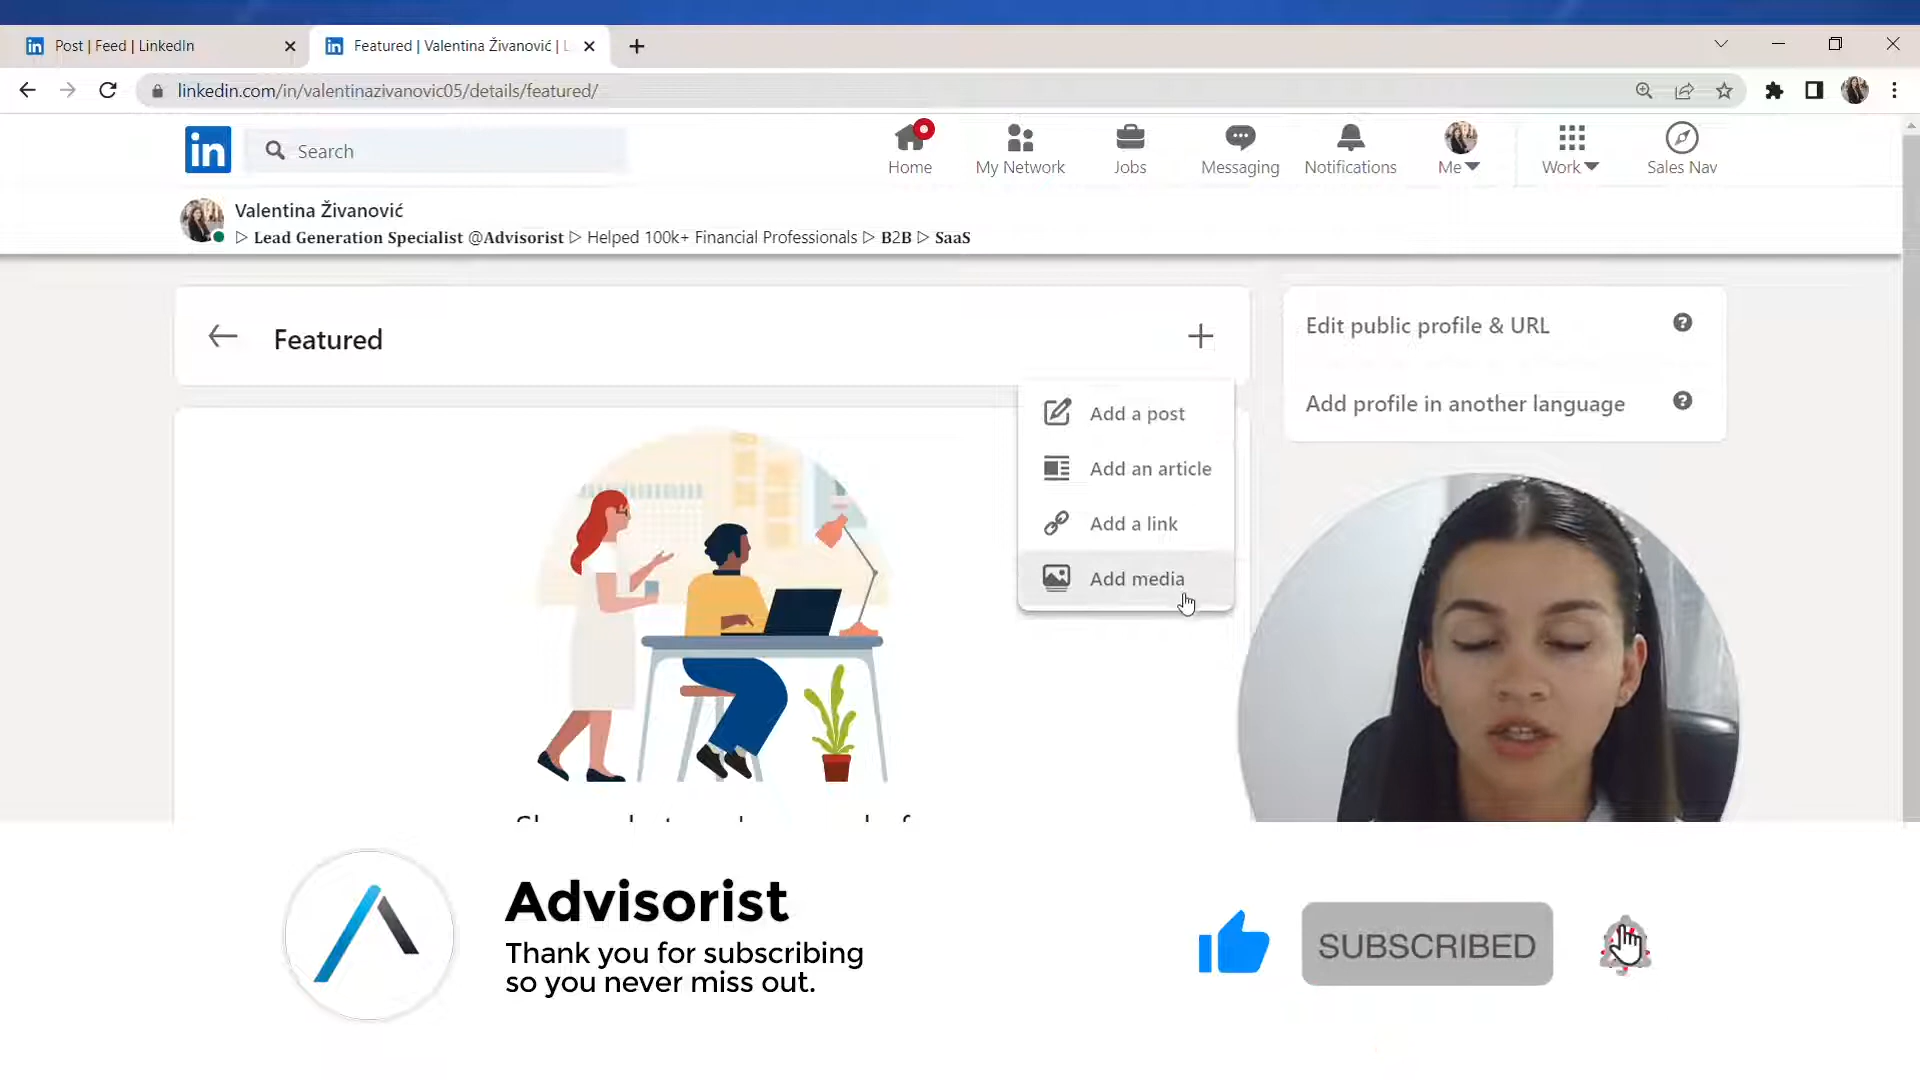 Post | Feed | LinkedIn
Featured | Valentina Živanović | L
linkedin.com/in/valentinazivanovic05/details/featured/
in
Search
Home
My Network
Jobs
Messaging
Notifications
Me
Work
Sales Nav
Valentina Živanović
▷ Lead Generation Specialist @Advisorist ▷ Helped 100k+ Financial Professionals ▷ B2B ▷ SaaS
Featured
Add a post
Add an article
Add a link
Add media
Edit public profile & URL
Add profile in another language
Advisorist
Thank you for subscribing
so you never miss out.
SUBSCRIBED